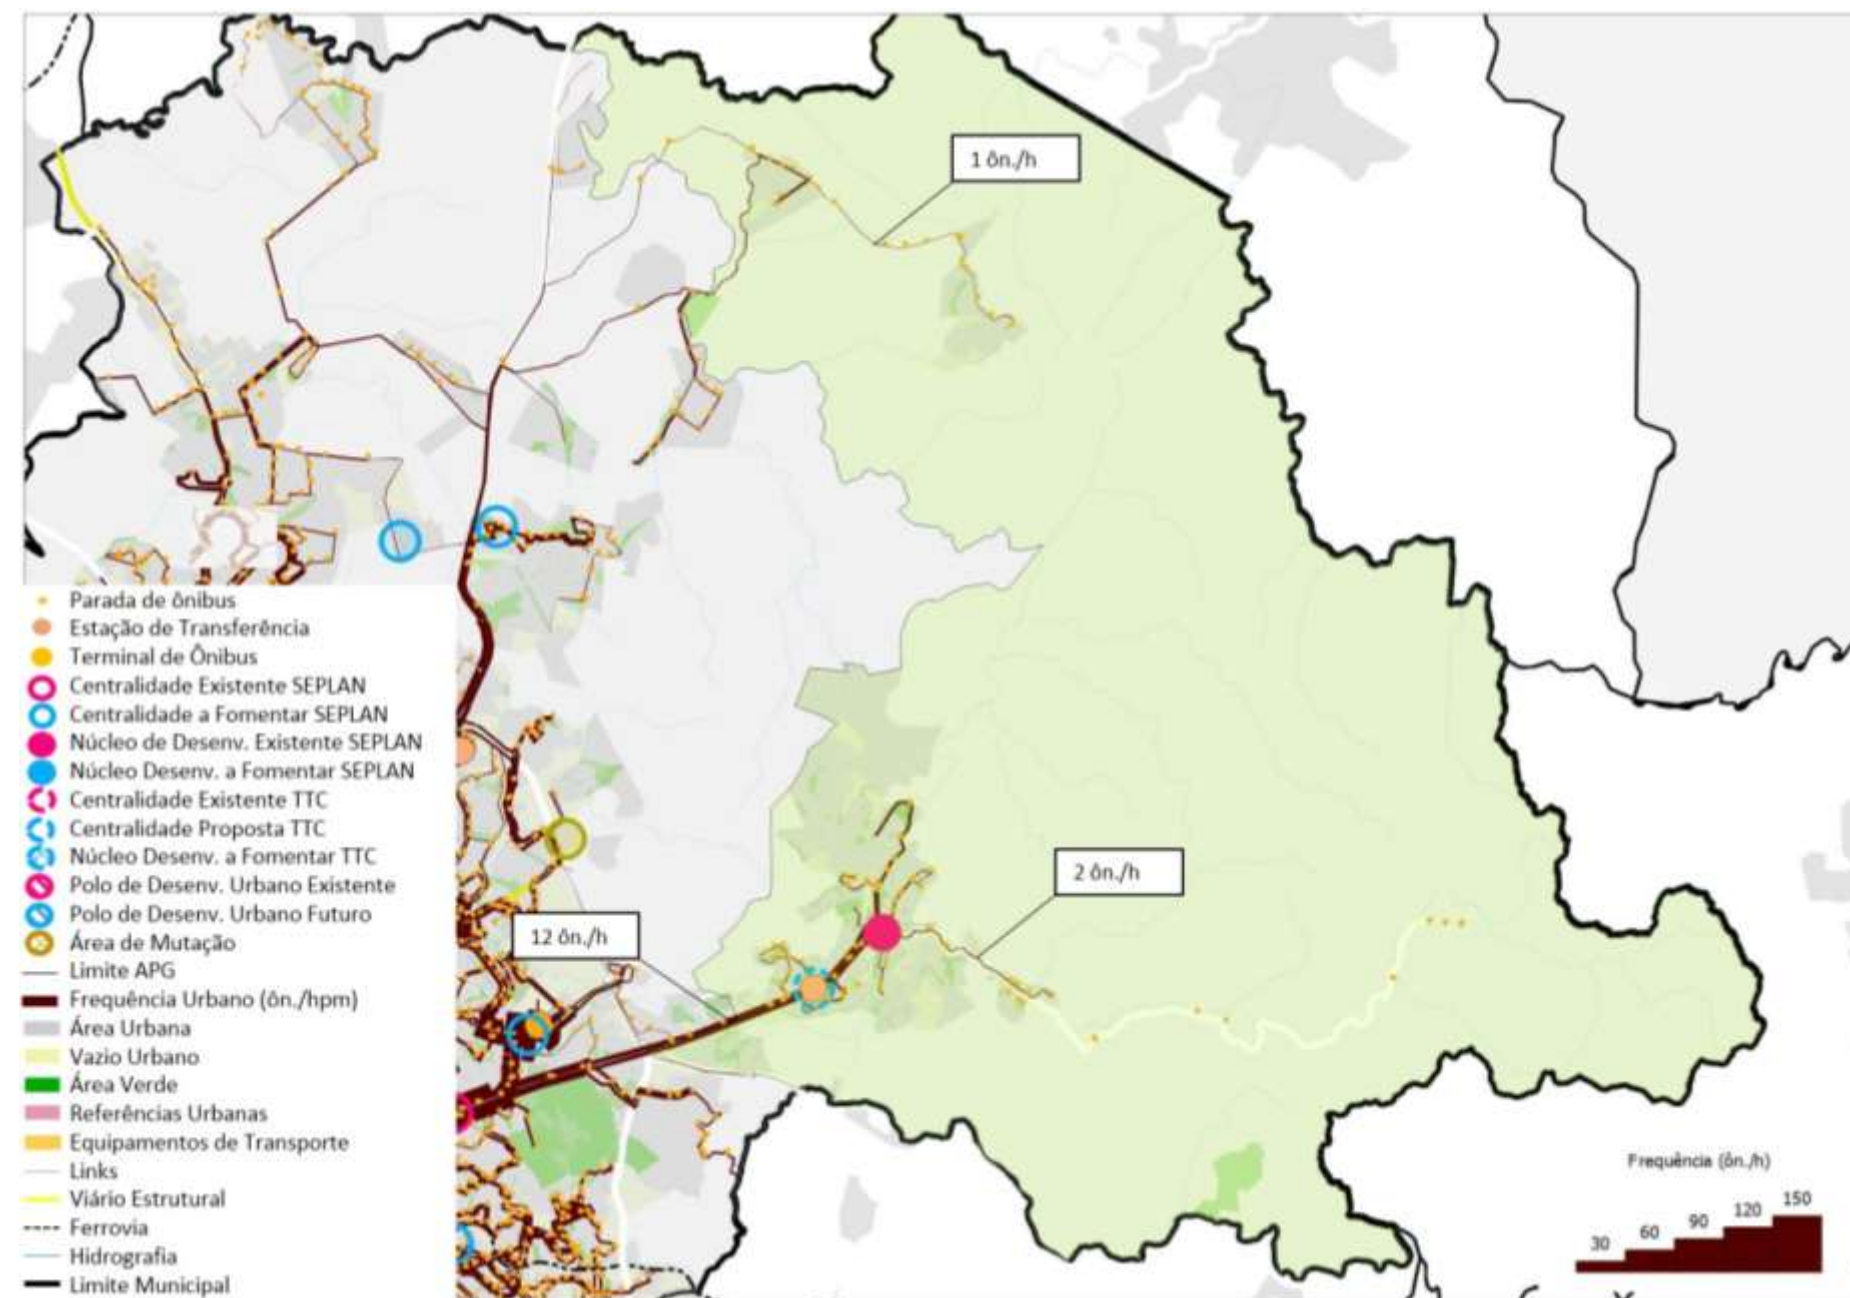 1 ôn./h
2 ôn./h
12 ôn./h
Parada de ônibus
Estação de Transferência
Terminal de Ônibus
Centralidade Existente SEPLAN
Centralidade a Fomentar SEPLAN
Núcleo de Desenv. Existente SEPLAN
Núcleo Desenv. a Fomentar SEPLAN
Centralidade Existente TTC
Centralidade Proposta TTC
Núcleo Desenv. a Fomentar TTC
Polo de Desenv. Urbano Existente
Polo de Desenv. Urbano Futuro
Área de Mutação
Limite APG
Frequência Urbano (ôn./hpm)
Área Urbana
Vazio Urbano
Área Verde
Referências Urbanas
Equipamentos de Transporte
Links
Viário Estrutural
Ferrovia
Hidrografia
Limite Municipal
Frequência (ôn./h)
30 60 90 120 150